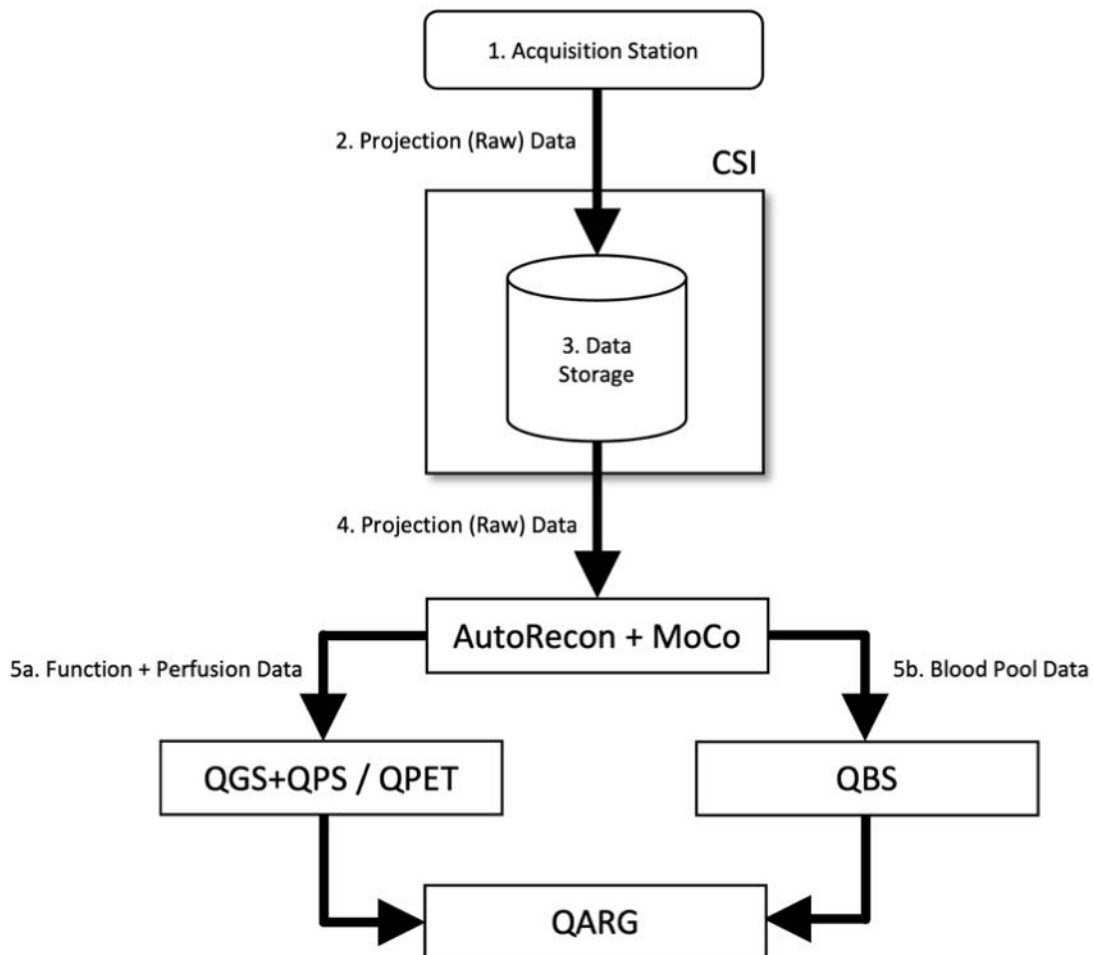 1. Acquisition Station
2. Projection (Raw) Data
CSI
3. Data
Storage
4. Projection (Raw) Data
AutoRecon + MoCo
5a. Function + Perfusion Data
5b. Blood Pool Data
QGS+QPS / QPET
QBS
QARG